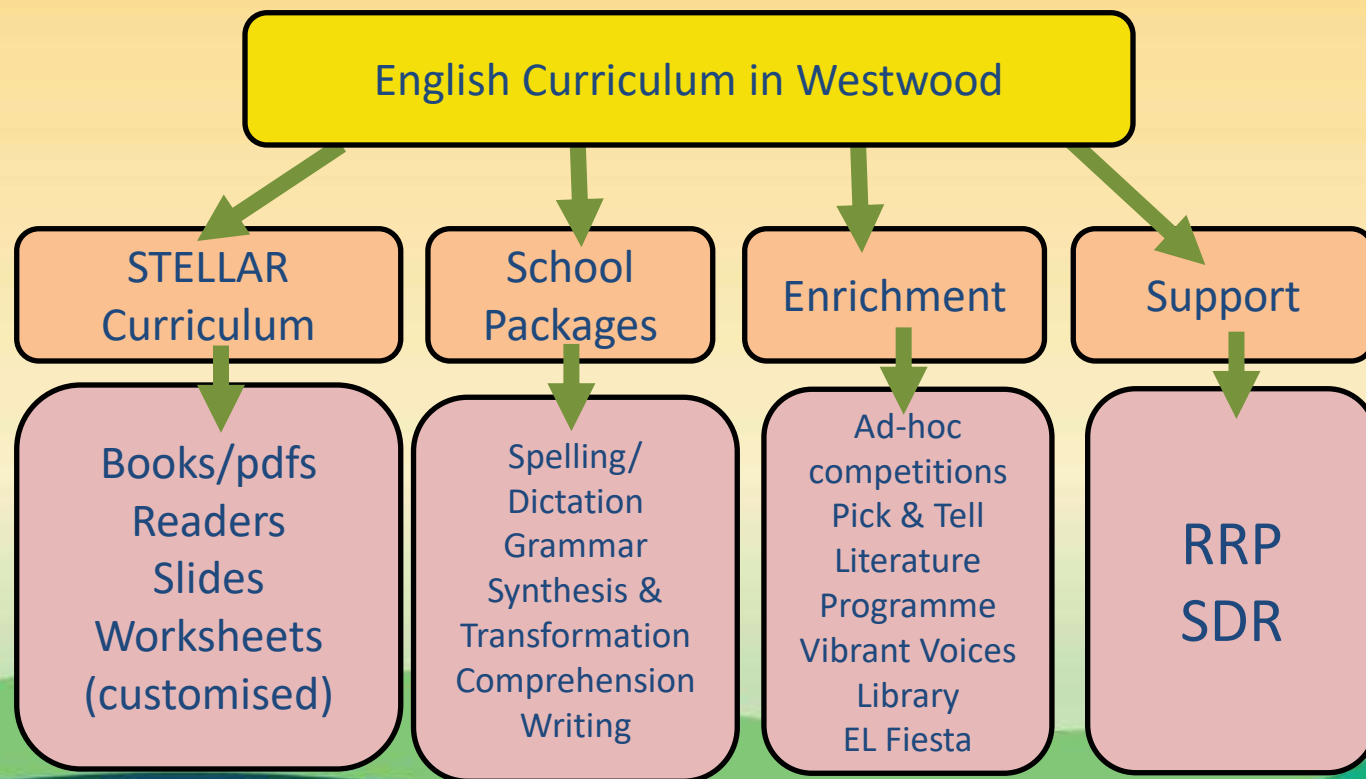 English Curriculum in Westwood
STELLAR
Curriculum
School
Packages
Enrichment
Support
Books/pdfs
Readers
Slides
Worksheets
(customised)
Spelling/
Dictation
Grammar
Synthesis &
Transformation
Comprehension
Writing
Ad-hoc
competitions
Pick & Tell
Literature
Programme
Vibrant Voices
Library
EL Fiesta
RRP
SDR